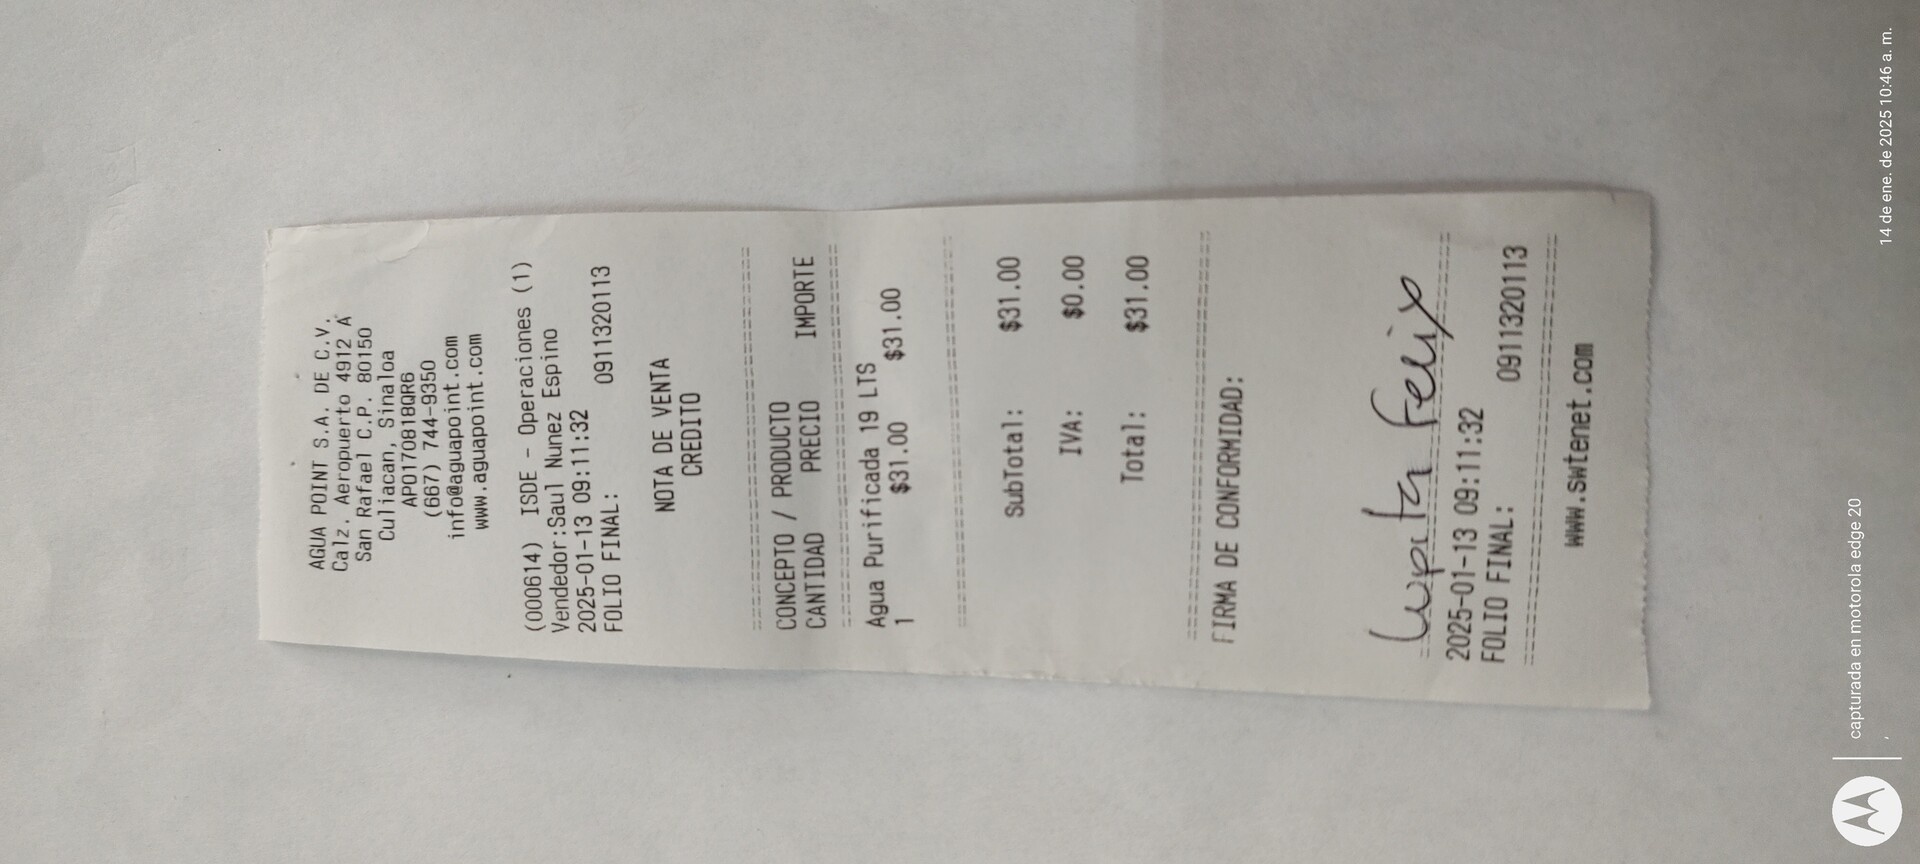 AGUA POINT S.A. DE C.V.
Calz. Aeropuerto 4912 A
San Rafael C.P. 80150
Culiacan, Sinaloa
APO170818QR6
(667) 744-9350
info@aguapoint.com
www.aguapoint.com
(000614) ISDE - Operaciones (1)
Vendedor:Saul Nunez Espino
2025-01-13 09:11:32
FOLIO FINAL: 0911320113
NOTA DE VENTA
CREDITO
CONCEPTO / PRODUCTO
CANTIDAD PRECIO IMPORTE
Agua Purificada 19 LTS
1 $31.00 $31.00
SubTotal: $31.00
IVA: $0.00
Total: $31.00
FIRMA DE CONFORMIDAD:
Lupita Felix
2025-01-13 09:11:32
FOLIO FINAL: 0911320113
www.swtenet.com
capturada en motorola edge 20
14 de ene.. de 2025 10:46 a. m.